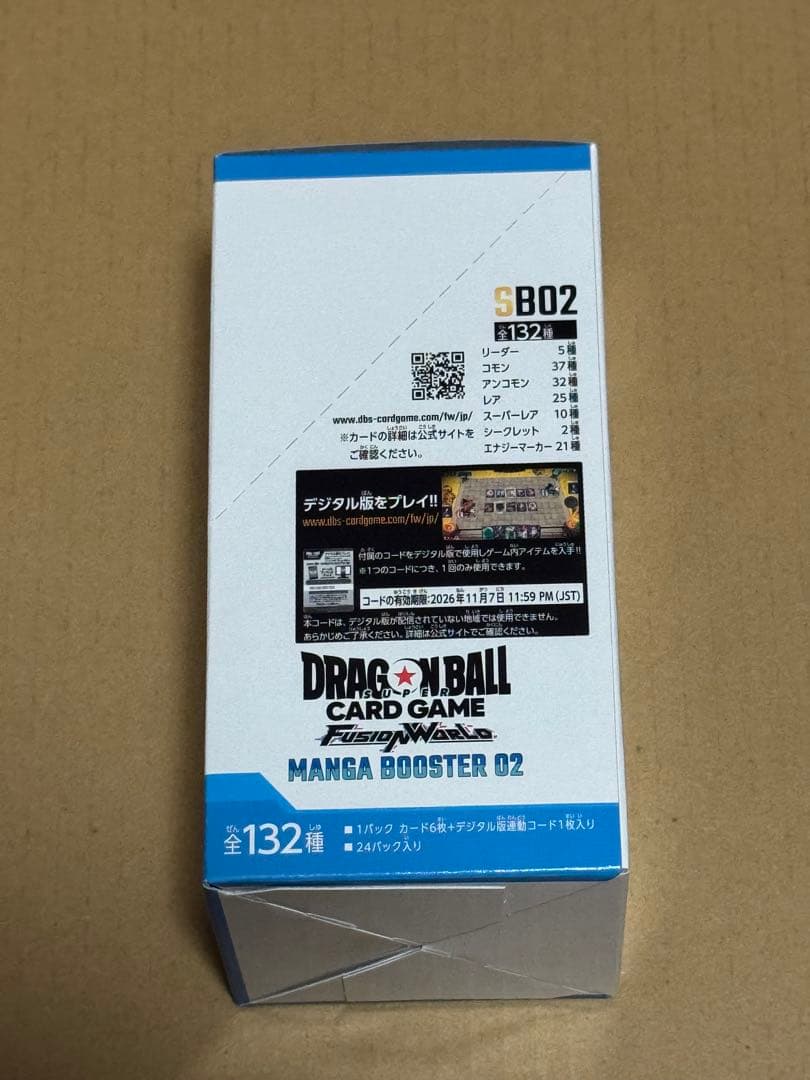 SB02
全132種
リーダー 5種
コモン 37種
アンコモン 32種
レア 25種
スーパーレア 10種
シークレット 2種
エナジーマーカー 21種
www.dbs-cardgame.com/fw/jp/
※カードの詳細は公式サイトを
ご確認ください。
デジタル版をプレイ!!
www.dbs-cardgame.com/fw/jp/
付属のコードをデジタル版で使用しゲーム内アイテムを入手!!
※1つのコードにつき、1回のみ使用できます。
コードの有効期限:2026年11月7日 11:59 PM (JST)
本コードは、デジタル版が配信されていない地域では使用できません。
あらかじめご了承ください。詳細は公式サイトでご確認ください。
DRAGON BALL
SUPER
CARD GAME
FUSION WORLD
MANGA BOOSTER 02
全132種
■ 1パック カード6枚+デジタル版連動コード1枚入り
■ 24パック入り